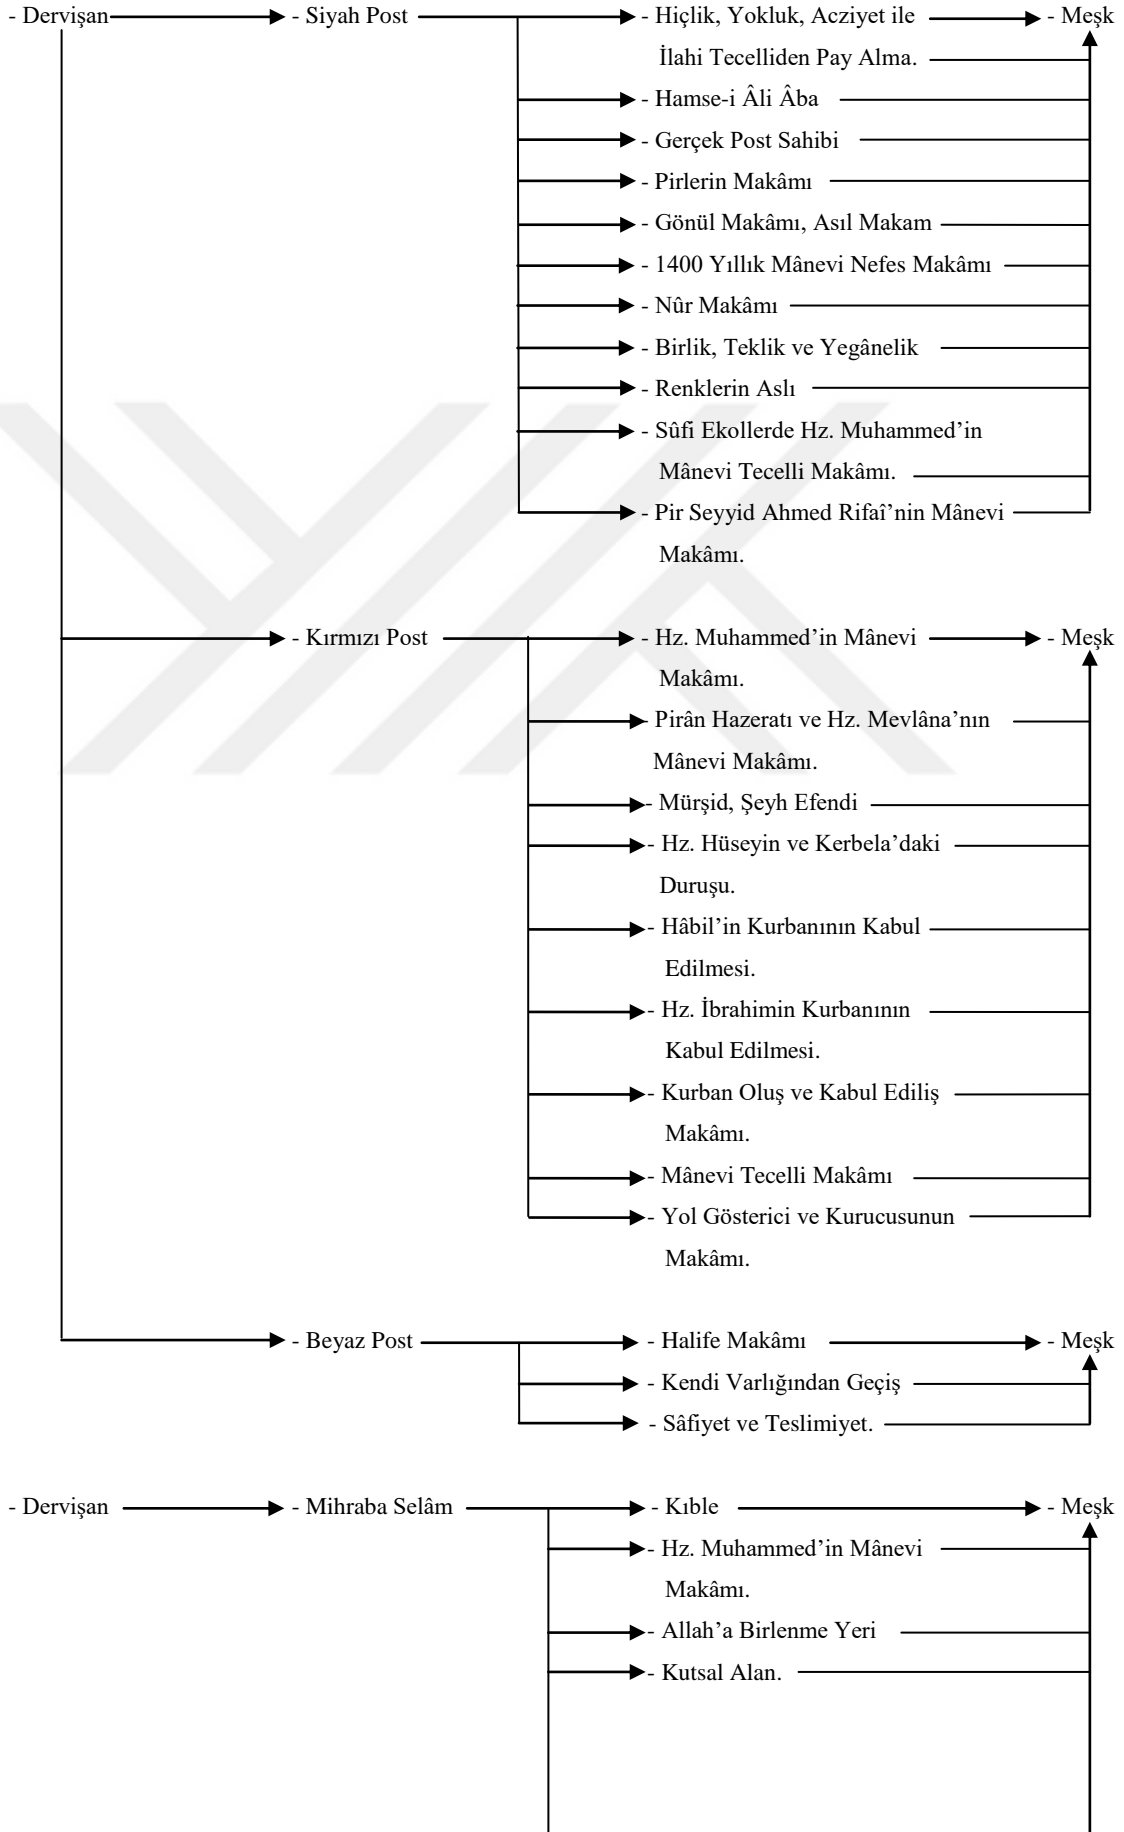 - Dervişan - Siyah Post - Hiçlik, Yokluk, Acziyet ile - Meşk
İlahi Tecelliden Pay Alma.
- Hamse-i Âli Âba
- Gerçek Post Sahibi
- Pirlerin Makâmı
- Gönül Makâmı, Asıl Makam
- 1400 Yıllık Mânevi Nefes Makâmı
- Nûr Makâmı
- Birlik, Teklik ve Yegânelik
- Renklerin Aslı
- Sûfi Ekollerde Hz. Muhammed’in
Mânevi Tecelli Makâmı.
- Pir Seyyid Ahmed Rifaî’nin Mânevi
Makâmı.
- Kırmızı Post - Hz. Muhammed’in Mânevi - Meşk
Makâmı.
- Pirân Hazeratı ve Hz. Mevlâna’nın
Mânevi Makâmı.
- Mürşid, Şeyh Efendi
- Hz. Hüseyin ve Kerbela’daki
Duruşu.
- Hâbil’in Kurbanının Kabul
Edilmesi.
- Hz. İbrahimin Kurbanının
Kabul Edilmesi.
- Kurban Oluş ve Kabul Ediliş
Makâmı.
- Mânevi Tecelli Makâmı
- Yol Gösterici ve Kurucusunun
Makâmı.
- Beyaz Post - Halife Makâmı - Meşk
- Kendi Varlığından Geçiş
- Sâfiyet ve Teslimiyet.
- Dervişan - Mihraba Selâm - Kıble - Meşk
- Hz. Muhammed’in Mânevi
Makâmı.
- Allah’a Birlenme Yeri
- Kutsal Alan.